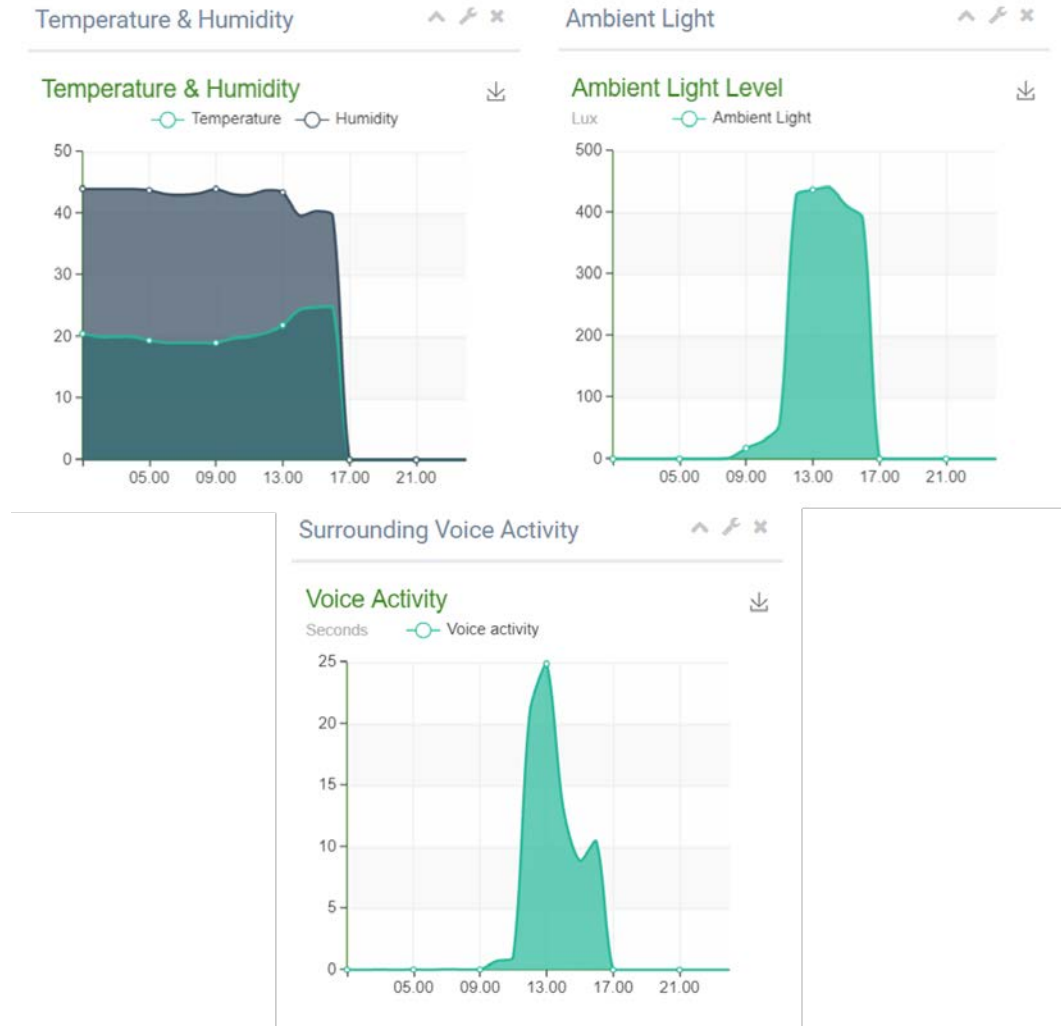 Temperature & Humidity
Temperature & Humidity
Temperature Humidity
50
40
30
20
10
0
05.00 09.00 13.00 17.00 21.00
Ambient Light
Ambient Light Level
Lux Ambient Light
500
400
300
200
100
0
05.00 09.00 13.00 17.00 21.00
Surrounding Voice Activity
Voice Activity
Seconds Voice activity
25
20
15
10
5
0
05.00 09.00 13.00 17.00 21.00